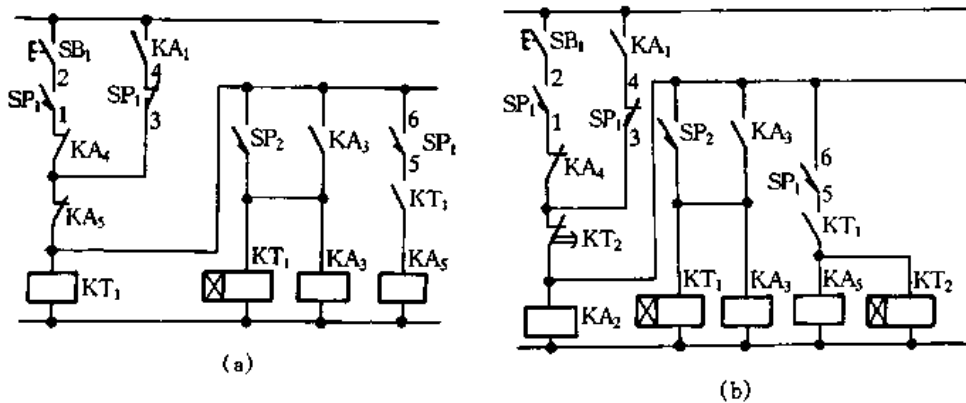 SB₁
KA₁
2
4
SP₁
SP₁
1
3
KA₄
SP₂
KA₃
6
SP₁
5
KT₁
KA₅
KT₁
KT₁
KA₃
KA₅
(a)
SB₁
KA₁
2
4
SP₁
SP₁
1
3
KA₄
SP₂
KA₃
6
SP₁
5
KT₂
KT₁
KA₂
KT₁
KA₃
KA₅
KT₂
(b)